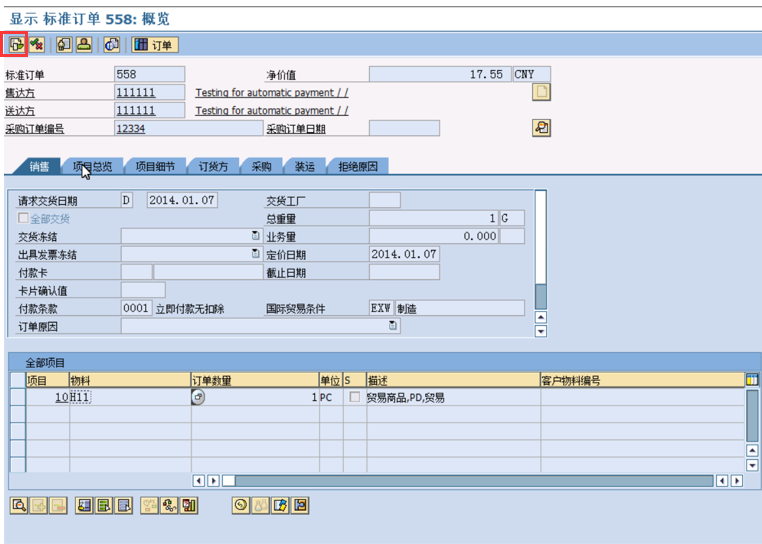 显示 标准订单 558: 概览
订单
标准订单 558 净价值 17.55 CNY
售达方 111111 Testing for automatic payment / /
送达方 111111 Testing for automatic payment / /
采购订单编号 12334 采购订单日期
销售 项目总览 项目细节 订货方 采购 装运 拒绝原因
请求交货日期 D 2014.01.07 交货工厂
全部交货 总重量 1 G
交货冻结 业务量 0.000
出具发票冻结 定价日期 2014.01.07
付款卡 截止日期
卡片确认值
付款条款 0001 立即付款无扣除 国际贸易条件 EXW 制造
订单原因
全部项目
项目 物料 订单数量 单位 S 描述 客户物料编号
10 H11 1 PC 贸易商品,PD,贸易